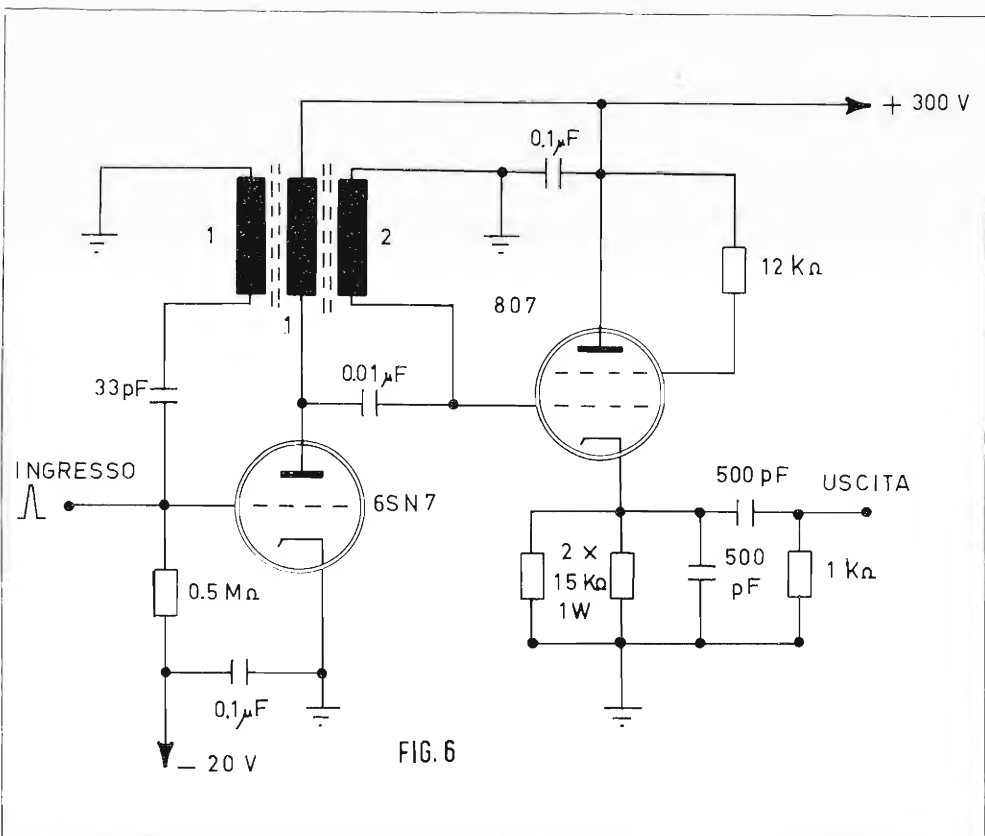 + 300 V
0.1µF
1
2
12 KΩ
807
1
33pF
0.01µF
INGRESSO
6SN7
500 pF
USCITA
0.5 MΩ
2 ×
15 KΩ
1W
500
pF
1 KΩ
0.1µF
− 20 V
FIG. 6